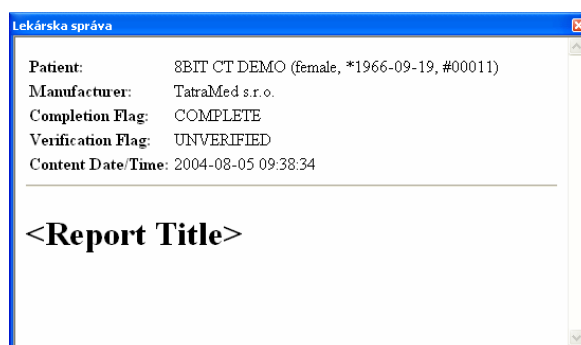 Lekárska správa
Patient: 8BIT CT DEMO (female, *1966-09-19, #00011)
Manufacturer: TatraMed s.r.o.
Completion Flag: COMPLETE
Verification Flag: UNVERIFIED
Content Date/Time: 2004-08-05 09:38:34
<Report Title>